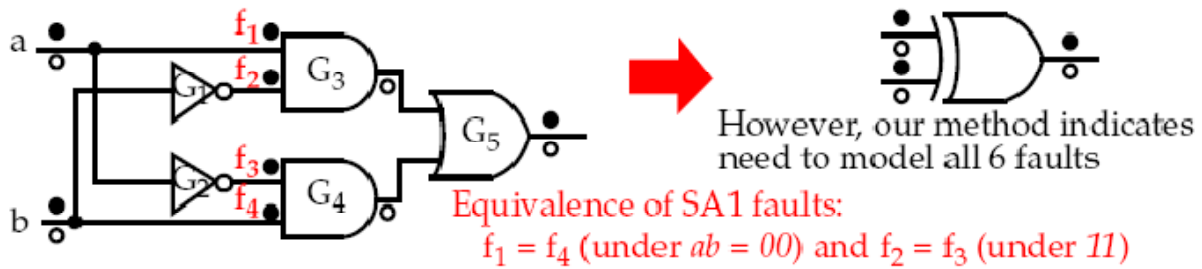 a
b
f₁
f₂
f₃
f₄
G₁
G₂
G₃
G₄
G₅
However, our method indicates
need to model all 6 faults
Equivalence of SA1 faults:
f₁ = f₄ (under ab = 00) and f₂ = f₃ (under 11)